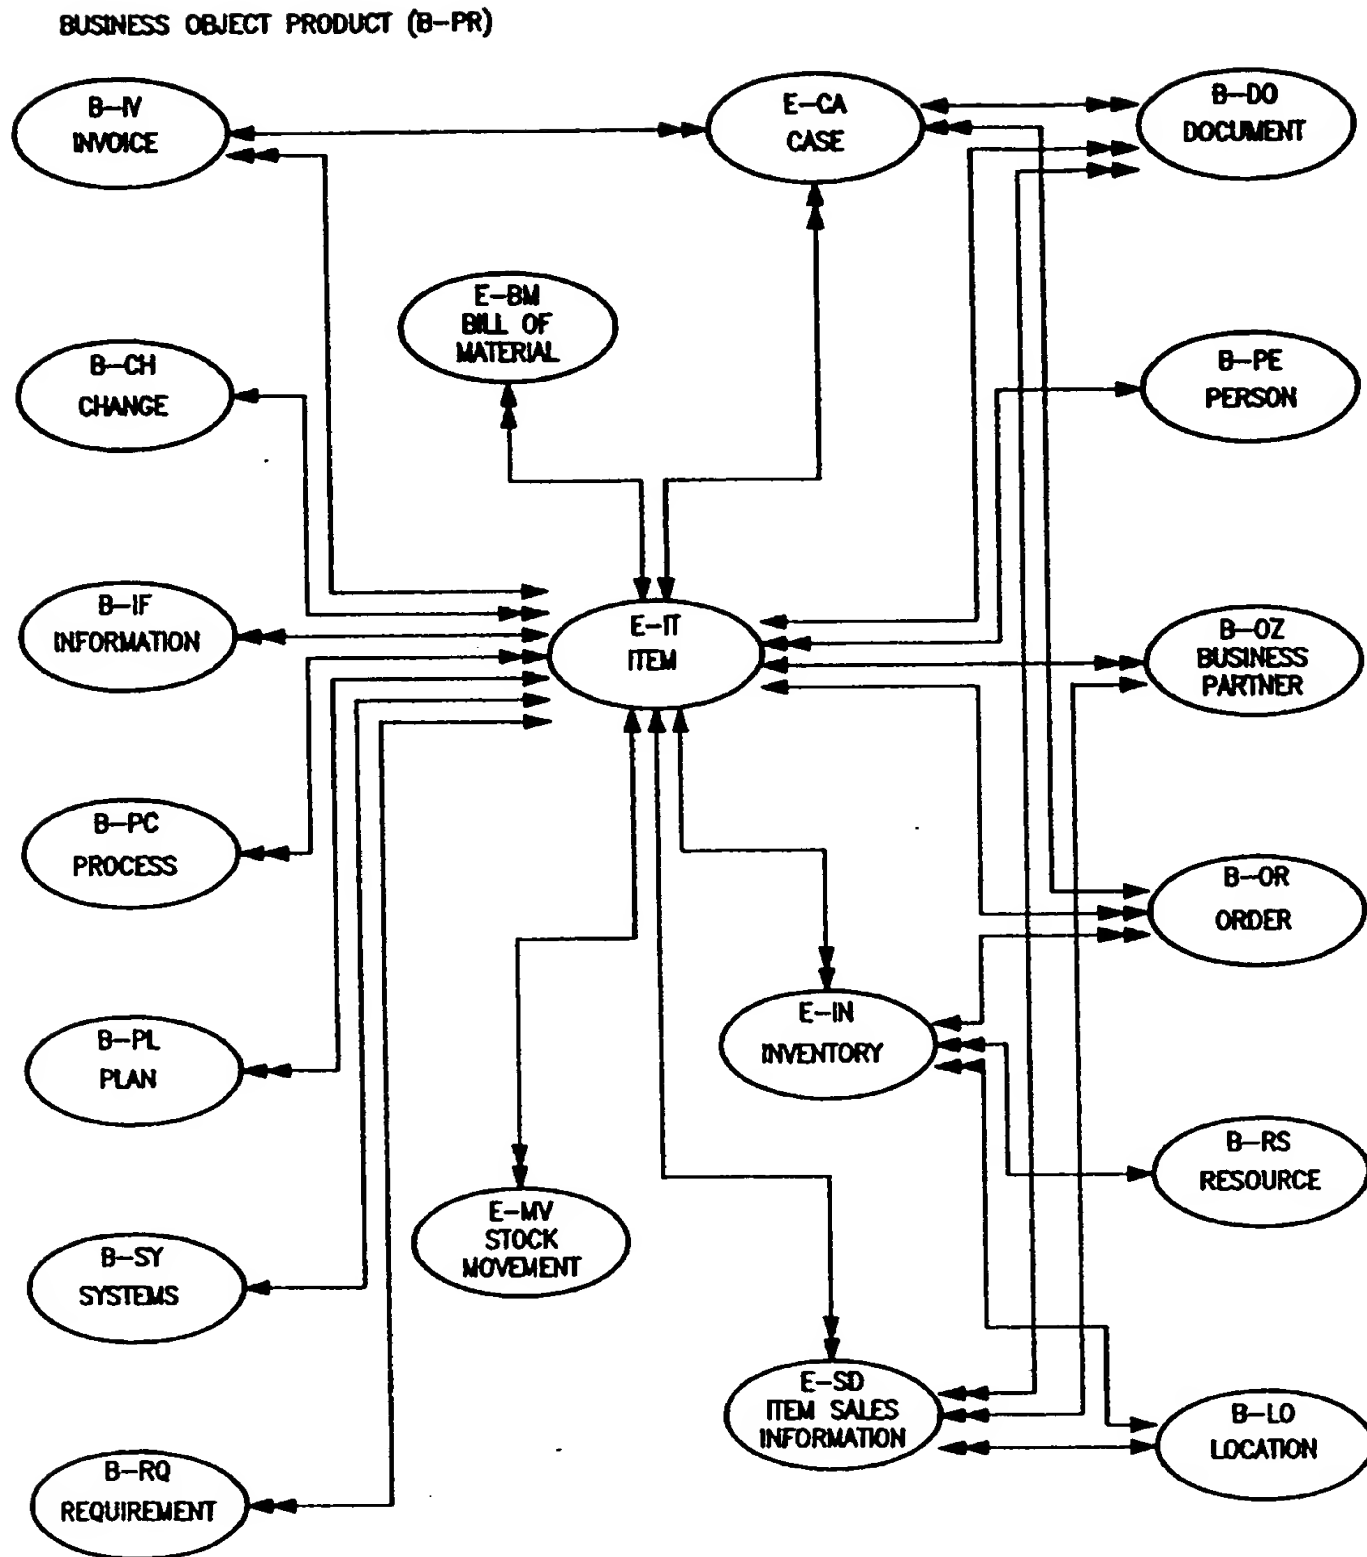 BUSINESS OBJECT PRODUCT (B-PR)
B-IV
INVOICE
E-CA
CASE
B-DO
DOCUMENT
E-BM
BILL OF
MATERIAL
B-CH
CHANGE
B-PE
PERSON
B-IF
INFORMATION
E-IT
ITEM
B-OZ
BUSINESS
PARTNER
B-PC
PROCESS
B-OR
ORDER
E-IN
INVENTORY
B-PL
PLAN
B-RS
RESOURCE
E-MV
STOCK
MOVEMENT
B-SY
SYSTEMS
E-SD
ITEM SALES
INFORMATION
B-LO
LOCATION
B-RQ
REQUIREMENT